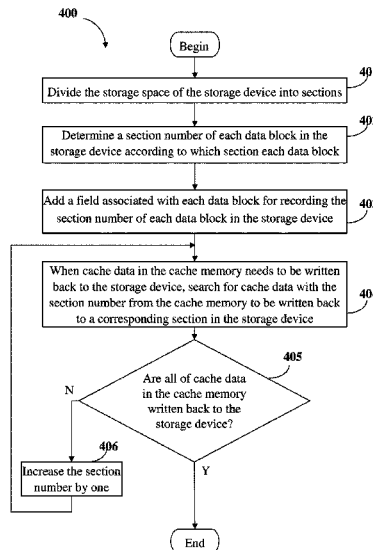 400
Begin
Divide the storage space of the storage device into sections
Determine a section number of each data block in the
storage device according to which section each data block
Add a field associated with each data block for recording the
section number of each data block in the storage device
When cache data in the cache memory needs to be written
back to the storage device, search for cache data with the
section number from the cache memory to be written back
to a corresponding section in the storage device
405
Are all of cache data
in the cache memory
written back to the
storage device?
N
406
Increase the section
number by one
Y
End